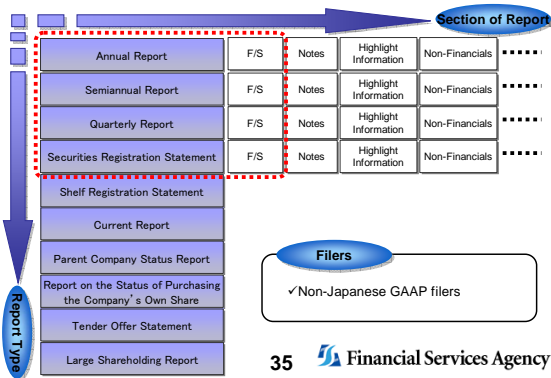 Section of Report
Annual Report F/S Notes Highlight Information Non-Financials ••••••
Semiannual Report F/S Notes Highlight Information Non-Financials ••••••
Quarterly Report F/S Notes Highlight Information Non-Financials ••••••
Securities Registration Statement F/S Notes Highlight Information Non-Financials ••••••
Shelf Registration Statement
Current Report
Parent Company Status Report
Report on the Status of Purchasing
the Company's Own Share
Tender Offer Statement
Large Shareholding Report
Report Type
Filers
✓Non-Japanese GAAP filers
35 Financial Services Agency